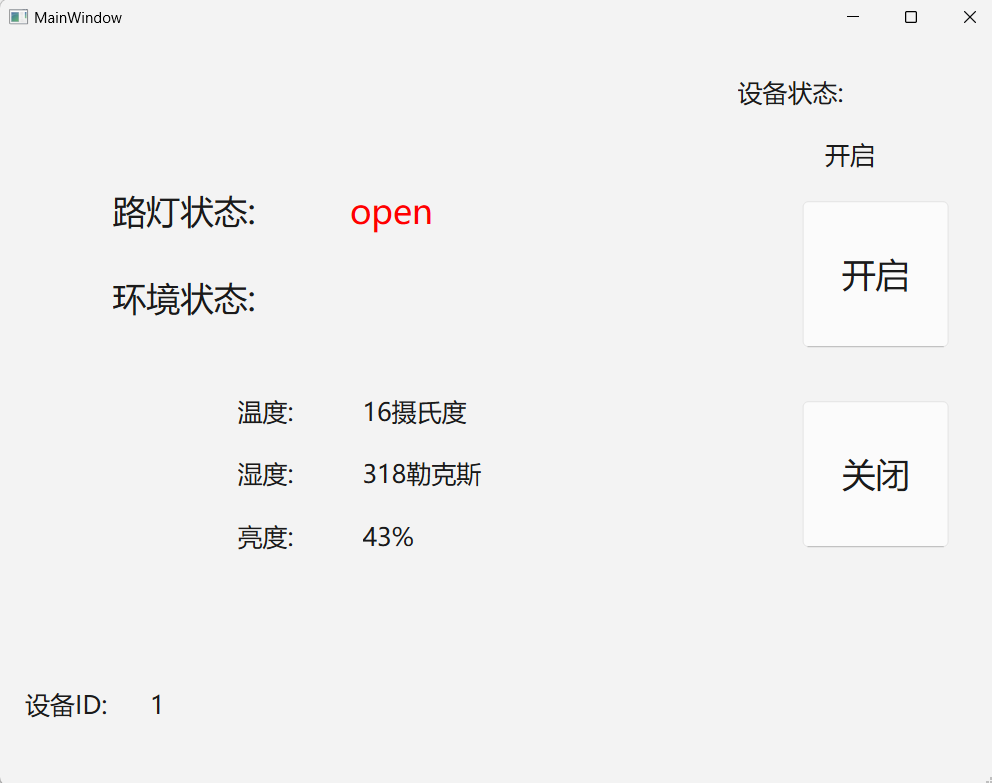 MainWindow
设备状态:
开启
路灯状态: open
开启
环境状态:
温度: 16摄氏度
湿度: 318勒克斯
关闭
亮度: 43%
设备ID: 1